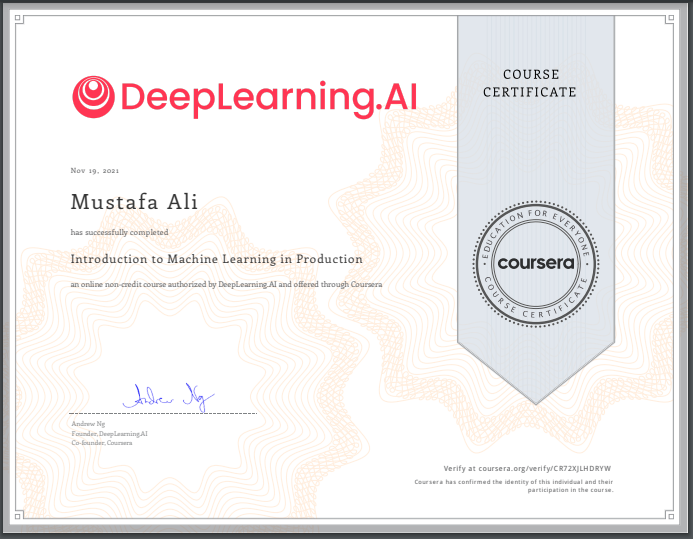 DeepLearning.AI
COURSE
CERTIFICATE
Nov 19, 2021
Mustafa Ali
has successfully completed
Introduction to Machine Learning in Production
an online non-credit course authorized by DeepLearning.AI and offered through Coursera
EDUCATION FOR EVERYONE
coursera
COURSE CERTIFICATE
Andrew Ng
Andrew Ng
Founder, DeepLearning.AI
Co-founder, Coursera
Verify at coursera.org/verify/CR72XJLHDRYW
Coursera has confirmed the identity of this individual and their
participation in the course.